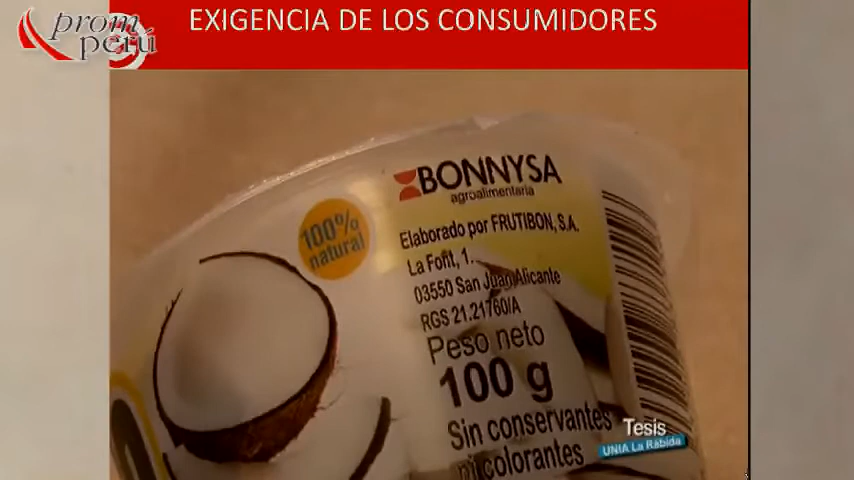 EXIGENCIA DE LOS CONSUMIDORES
prom
perú
BONNYSA
agroalimentaria
100%
natural
Elaborado por FRUTIBON, S.A.
La Font, 1.
03550 San Juan Alicante
RGS 21.21760/A
Peso neto
100 g
Sin conservantes
ni colorantes
Tesis
UNIA La Rábida